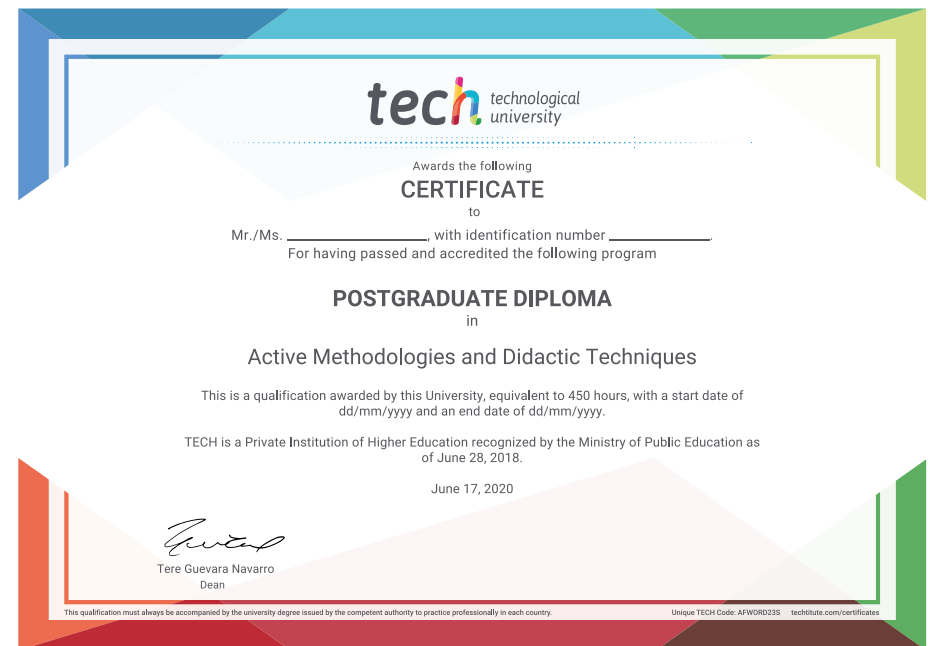 tech technological
university
Awards the following
CERTIFICATE
to
Mr./Ms. ____________________, with identification number ______________.
For having passed and accredited the following program
POSTGRADUATE DIPLOMA
in
Active Methodologies and Didactic Techniques
This is a qualification awarded by this University, equivalent to 450 hours, with a start date of
dd/mm/yyyy and an end date of dd/mm/yyyy.
TECH is a Private Institution of Higher Education recognized by the Ministry of Public Education as
of June 28, 2018.
June 17, 2020
Tere Guevara Navarro
Dean
This qualification must always be accompanied by the university degree issued by the competent authority to practice professionally in each country.
Unique TECH Code: AFWORD23S techtitute.com/certificates